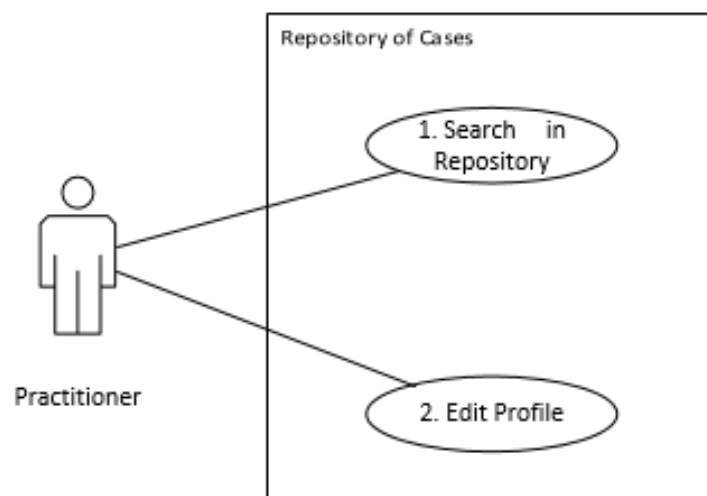 Repository of Cases
1. Search in
Repository
Practitioner
2. Edit Profile